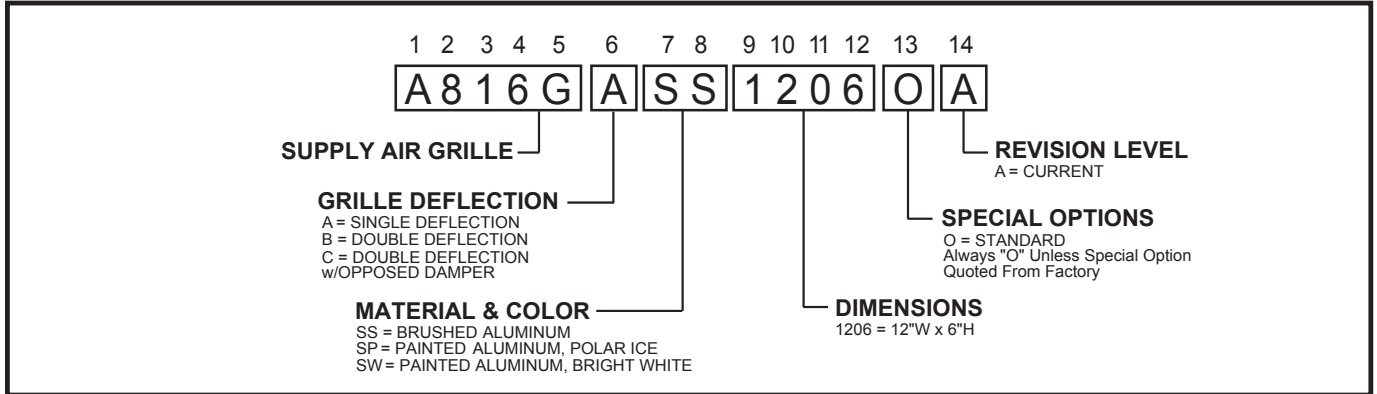 1 2 3 4 5 6 7 8 9 10 11 12 13 14
A 8 1 6 G A S S 1 2 0 6 O A
SUPPLY AIR GRILLE
GRILLE DEFLECTION
A = SINGLE DEFLECTION
B = DOUBLE DEFLECTION
C = DOUBLE DEFLECTION
w/OPPOSED DAMPER
MATERIAL & COLOR
SS = BRUSHED ALUMINUM
SP = PAINTED ALUMINUM, POLAR ICE
SW = PAINTED ALUMINUM, BRIGHT WHITE
REVISION LEVEL
A = CURRENT
SPECIAL OPTIONS
O = STANDARD
Always "O" Unless Special Option
Quoted From Factory
DIMENSIONS
1206 = 12"W x 6"H